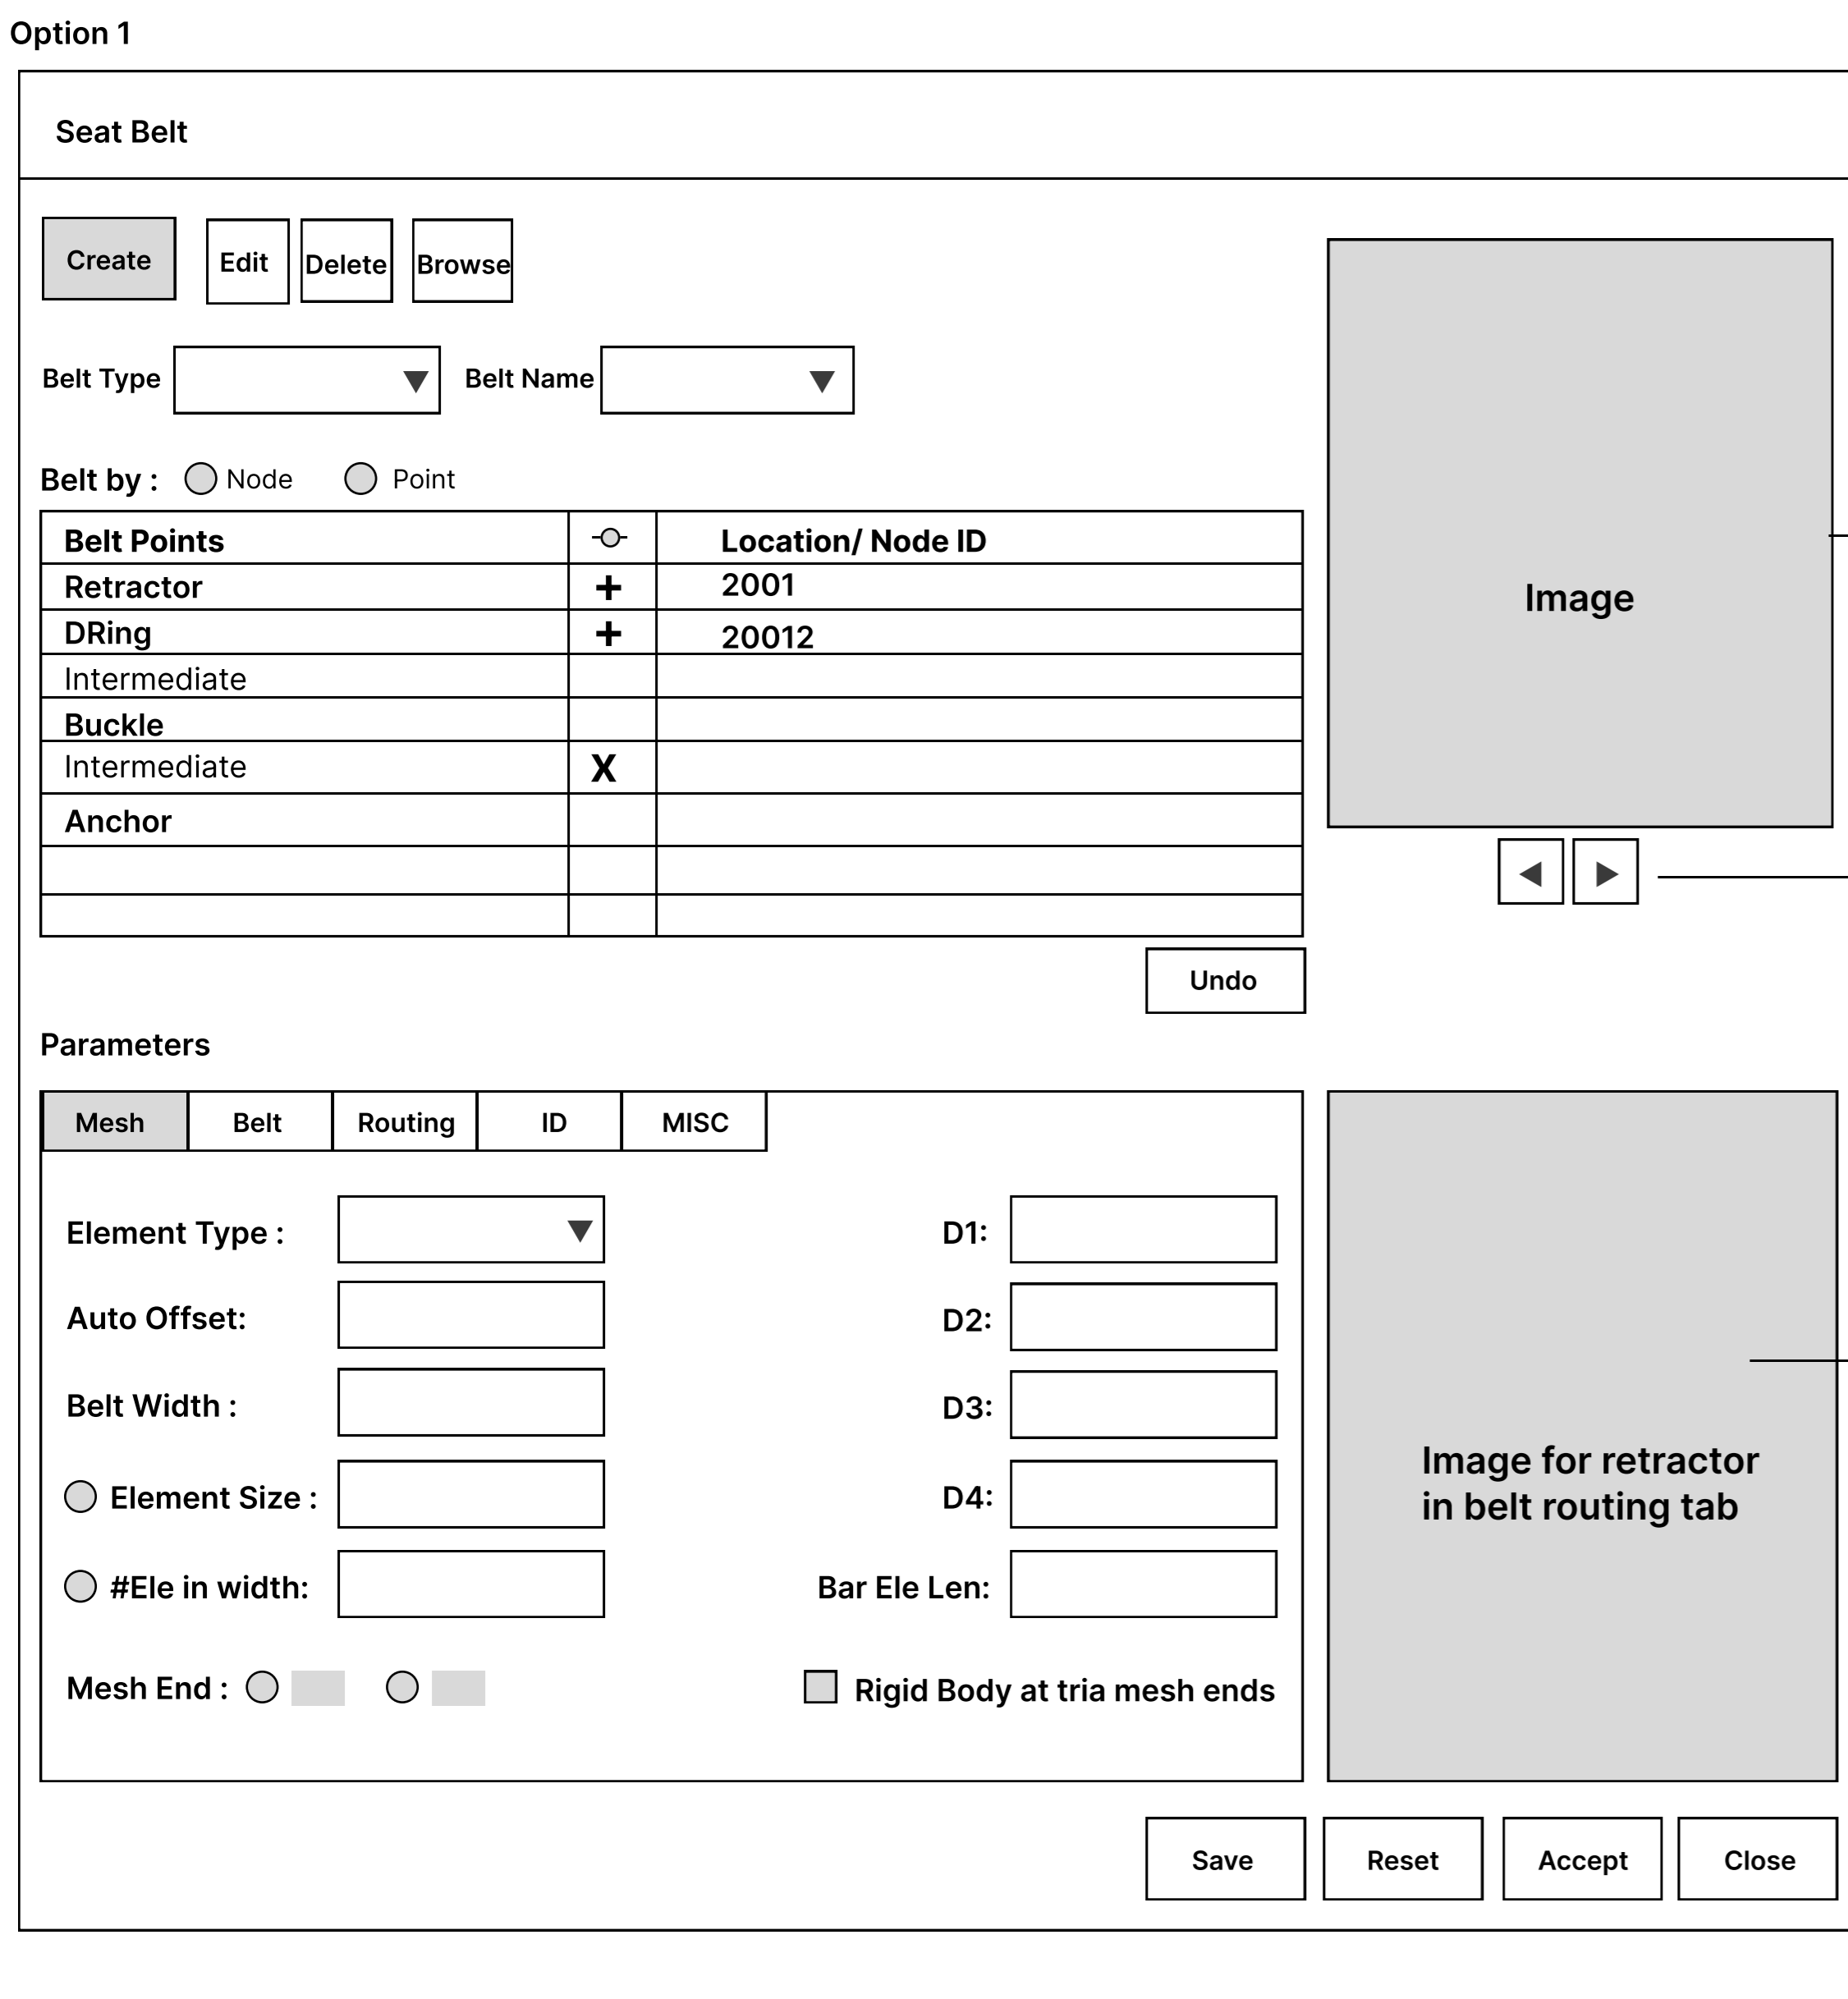 Option 1
Seat Belt
Create Edit Delete Browse
Belt Type Belt Name
Belt by : Node Point
Belt Points Location/ Node ID
Retractor + 2001
DRing + 20012
Intermediate
Buckle
Intermediate X
Anchor
Image
Undo
Parameters
Mesh Belt Routing ID MISC
Element Type : D1:
Auto Offset: D2:
Belt Width : D3:
Element Size : D4:
#Ele in width: Bar Ele Len:
Mesh End : Rigid Body at tria mesh ends
Image for retractor
in belt routing tab
Save Reset Accept Close